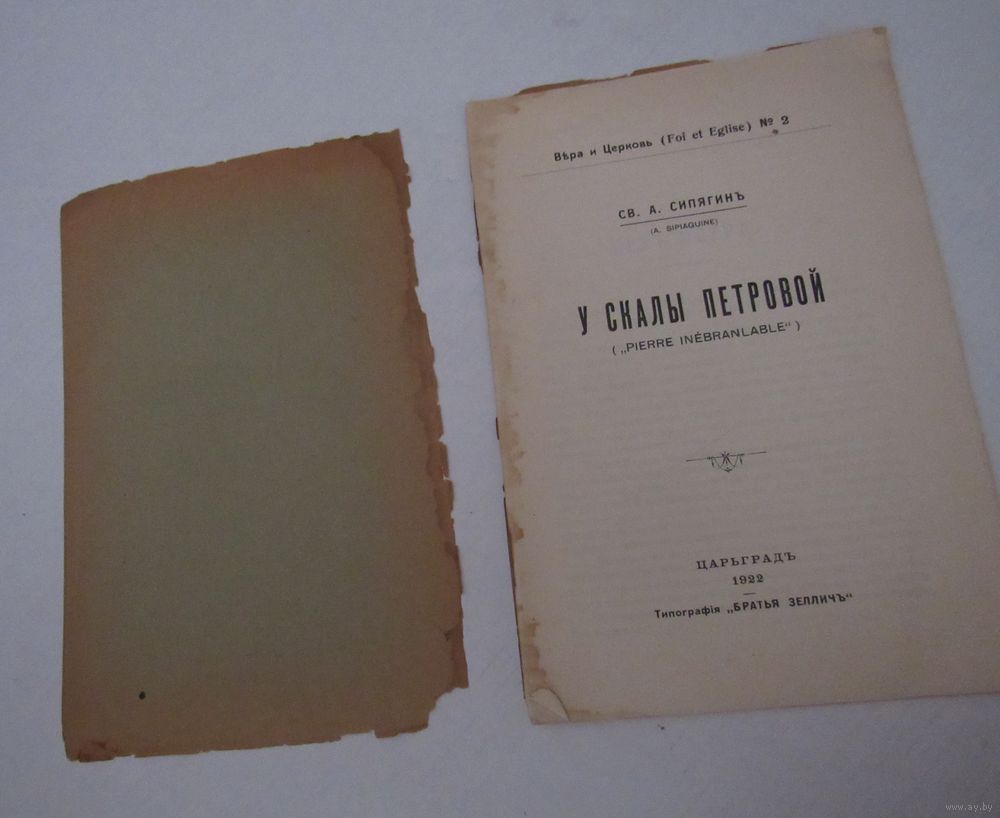 Вѣра и Церковь (Foi et Eglise) № 2
СВ. А. СИПЯГИНЪ
(A. SIPIAGUINE)
У СКАЛЫ ПЕТРОВОЙ
(„PIERRE INÉBRANLABLE“)
ЦАРЬГРАДЪ
1922
Типографія „БРАТЬЯ ЗЕЛЛИЧЪ“
www.ay.by